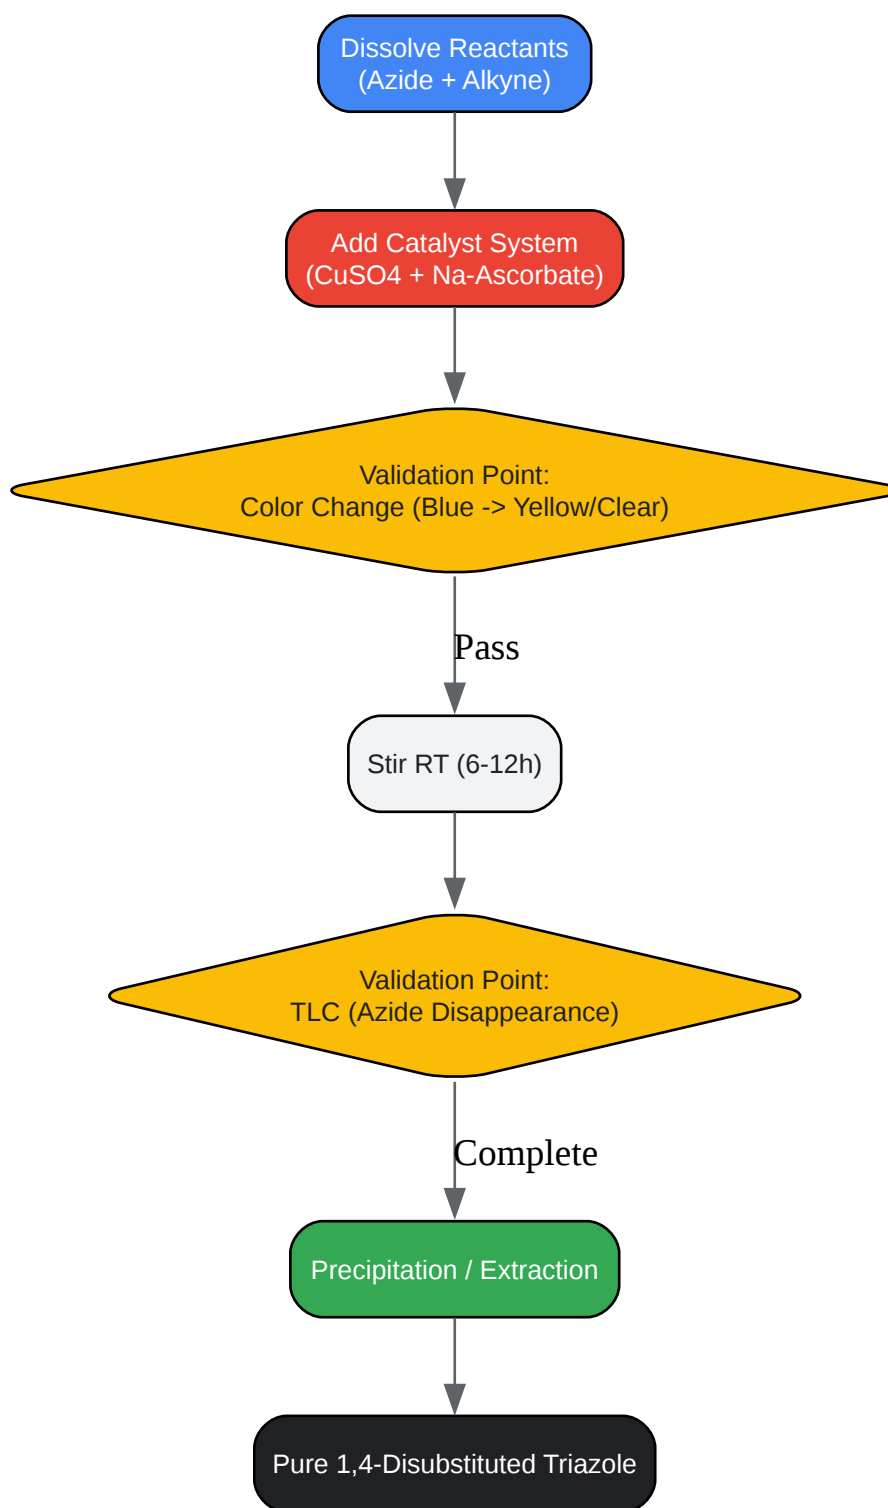 Dissolve Reactants
(Azide + Alkyne)
Add Catalyst System
(CuSO4 + Na-Ascorbate)
Validation Point:
Color Change (Blue -> Yellow/Clear)
Pass
Stir RT (6-12h)
Validation Point:
TLC (Azide Disappearance)
Complete
Precipitation / Extraction
Pure 1,4-Disubstituted Triazole